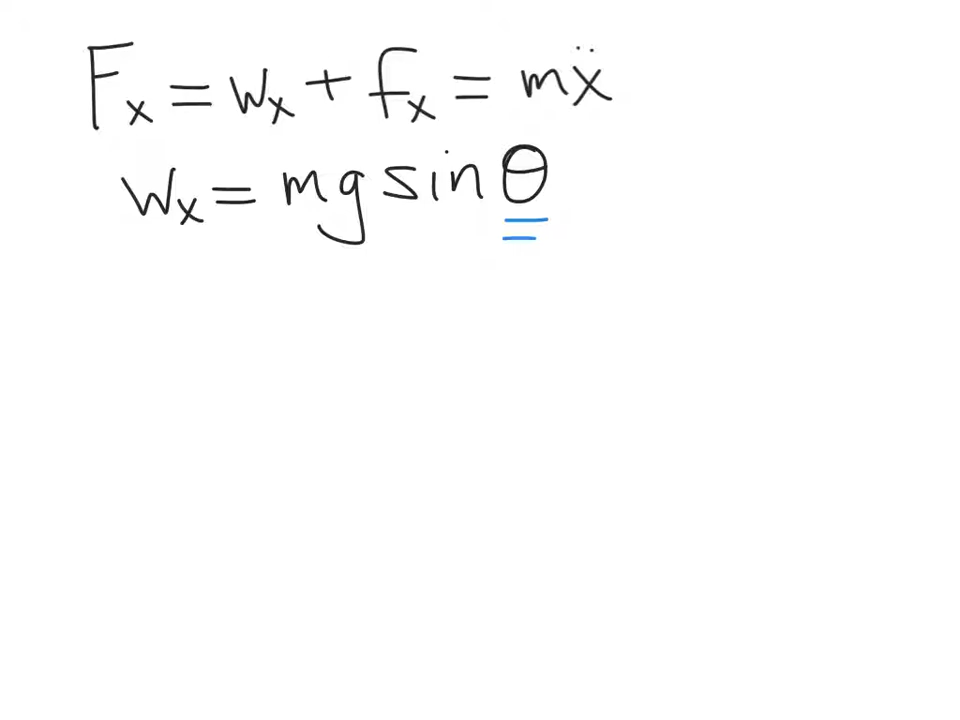 Fₓ = wₓ + fₓ = mẍ
wₓ = mg sin θ